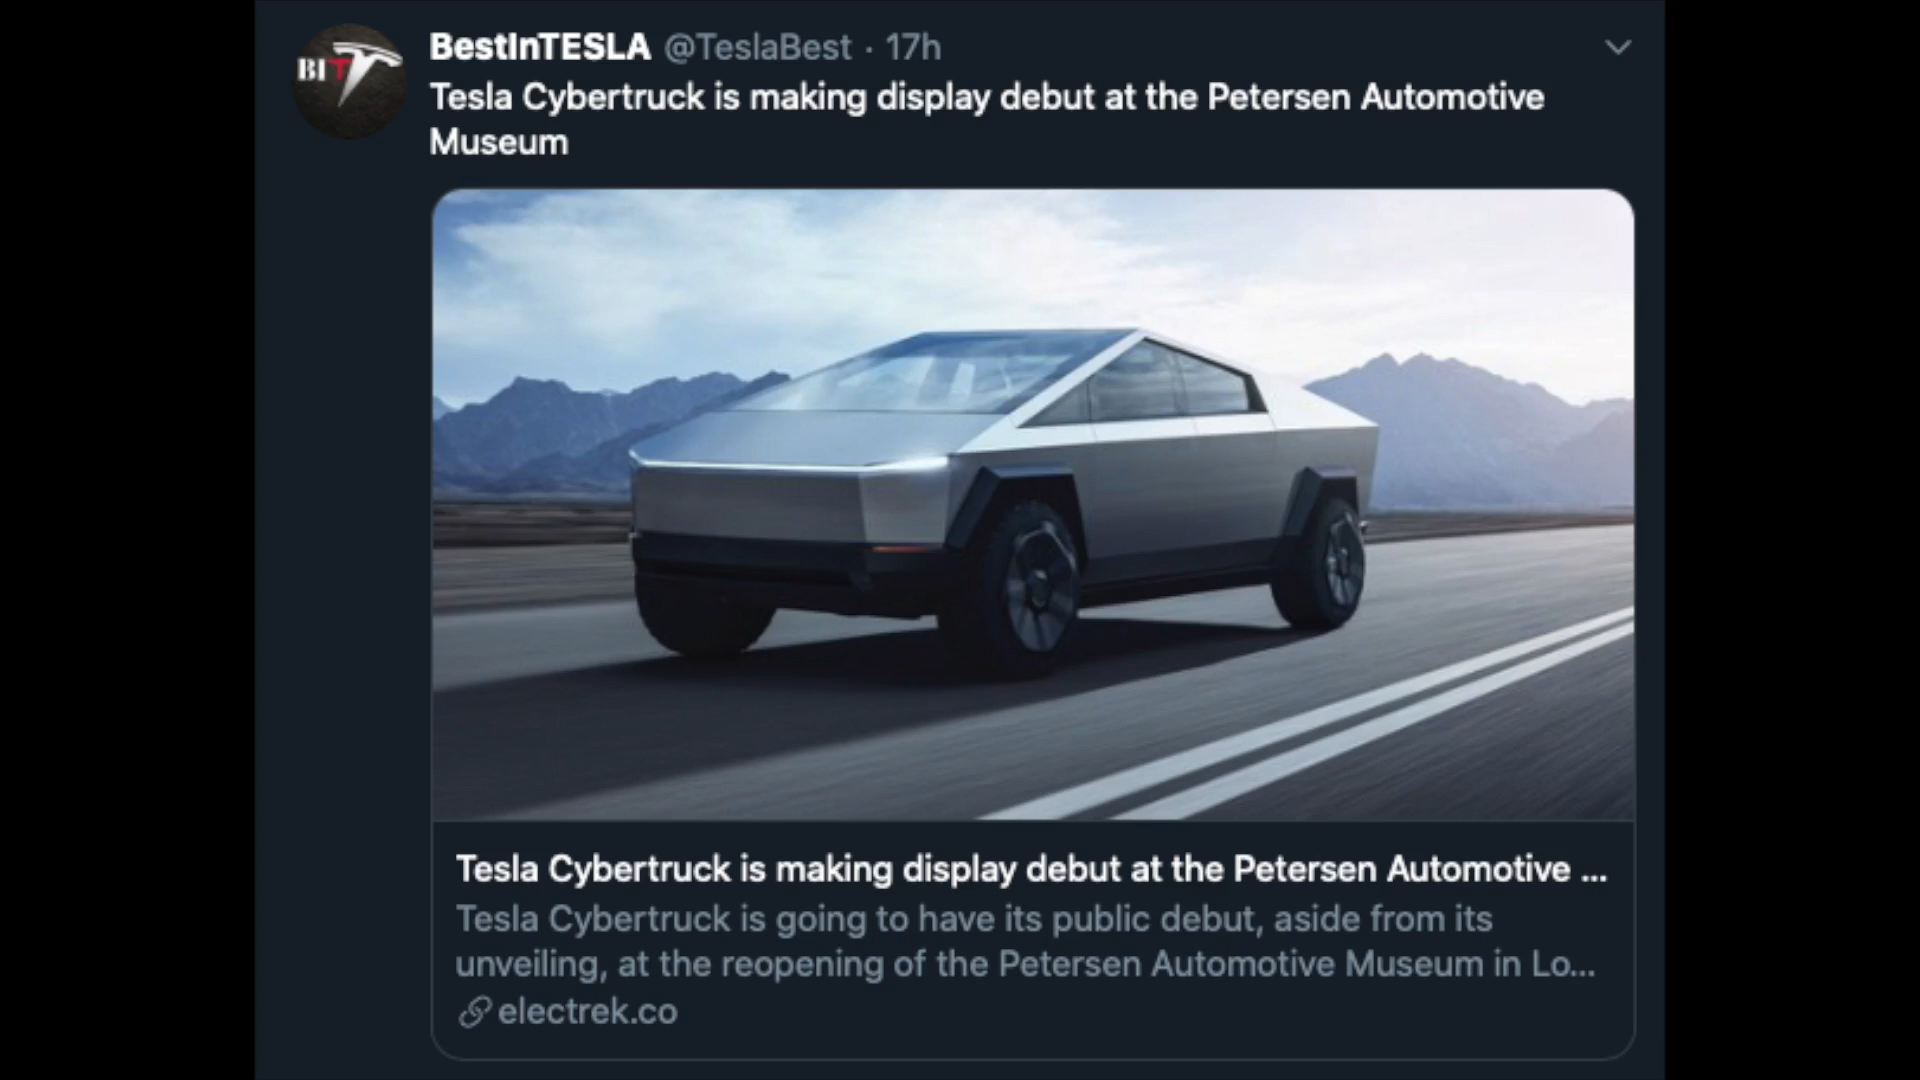 BIT
BestInTESLA @TeslaBest · 17h
Tesla Cybertruck is making display debut at the Petersen Automotive
Museum
Tesla Cybertruck is making display debut at the Petersen Automotive ...
Tesla Cybertruck is going to have its public debut, aside from its
unveiling, at the reopening of the Petersen Automotive Museum in Lo...
electrek.co